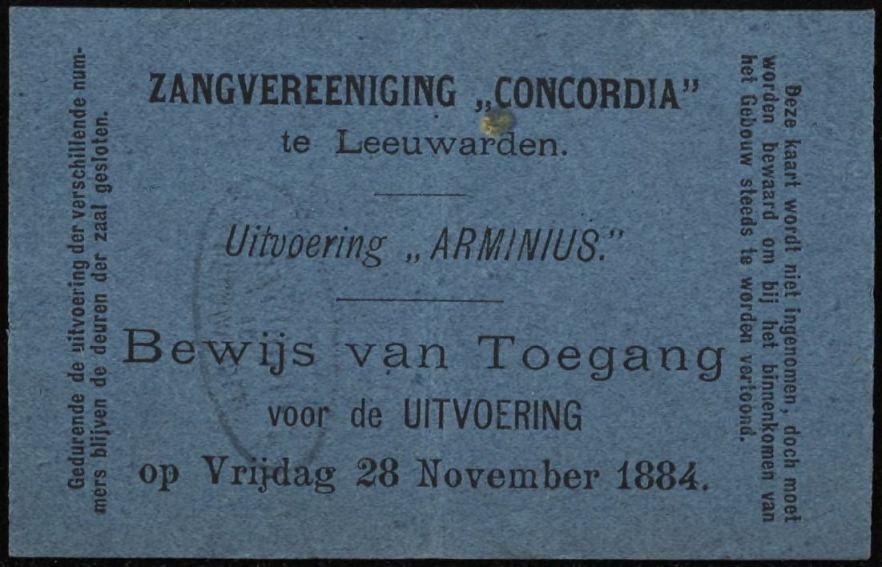 ZANGVEREENIGING „CONCORDIA”
te Leeuwarden.
Uitvoering „ARMINIUS.”
Bewijs van Toegang
voor de UITVOERING
op Vrijdag 28 November 1884.
Gedurende de uitvoering der verschillende num-
mers blijven de deuren der zaal gesloten.
Deze kaart wordt niet ingenomen, doch moet
worden bewaard om bij het binnenkomen van
het Gebouw steeds te worden vertoond.